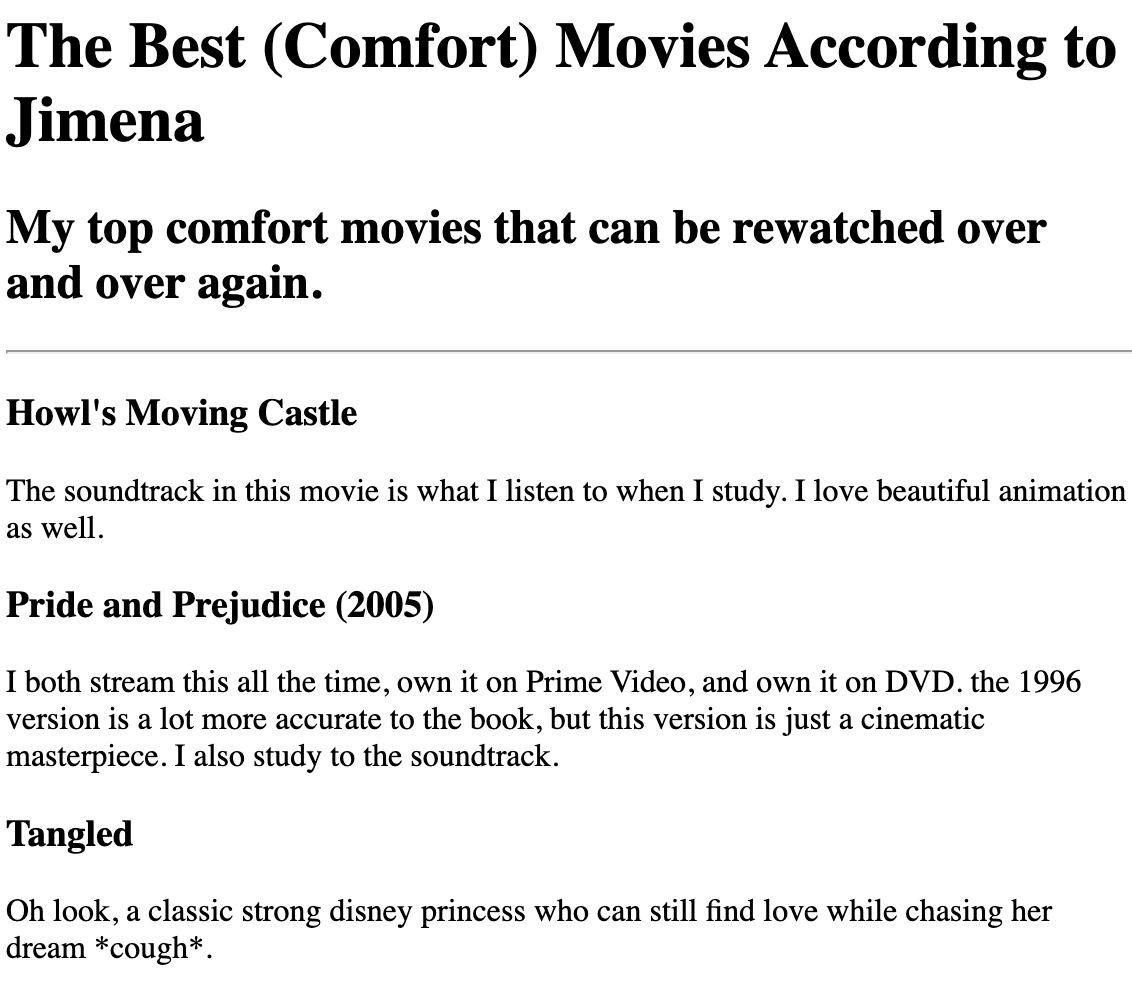 The Best (Comfort) Movies According to
Jimena
My top comfort movies that can be rewatched over
and over again.
Howl's Moving Castle
The soundtrack in this movie is what I listen to when I study. I love beautiful animation
as well.
Pride and Prejudice (2005)
I both stream this all the time, own it on Prime Video, and own it on DVD. the 1996
version is a lot more accurate to the book, but this version is just a cinematic
masterpiece. I also study to the soundtrack.
Tangled
Oh look, a classic strong disney princess who can still find love while chasing her
dream *cough*.